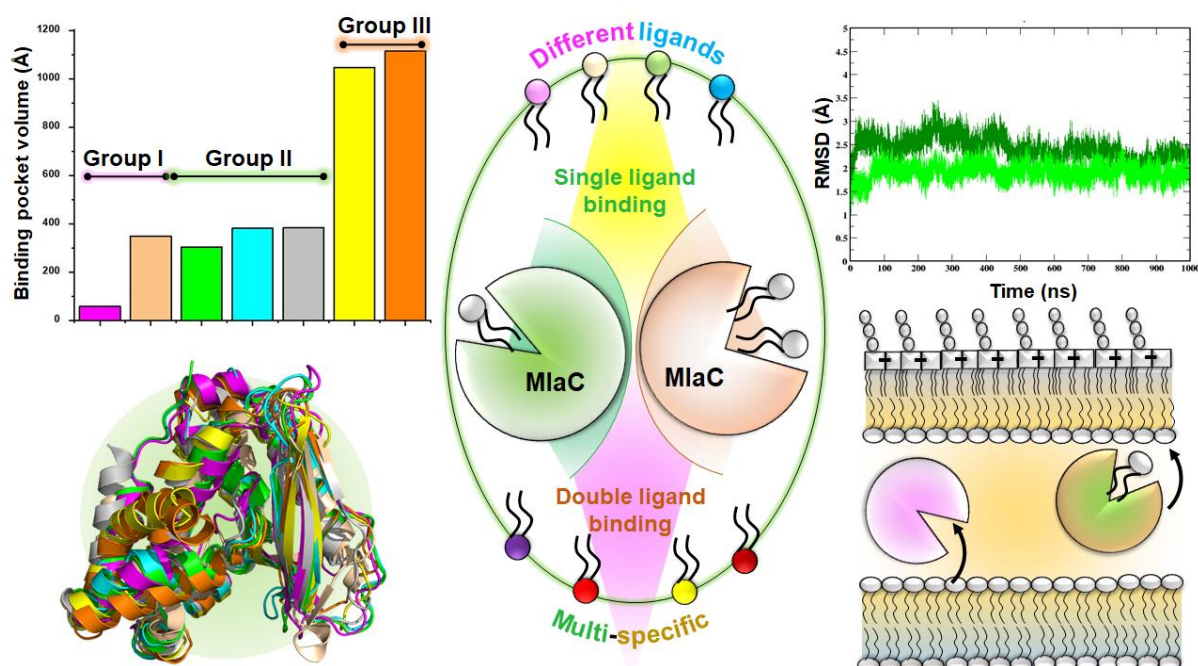 Binding pocket volume (Å)
1200
1000
800
600
400
200
0
Group I
Group II
Group III
Different ligands
Single ligand
binding
MlaC
MlaC
Double ligand
binding
Multi-specific
RMSD (Å)
5
4.5
4
3.5
3
2.5
2
1.5
1
0.5
0
0 100 200 300 400 500 600 700 800 900 1000
Time (ns)
+ + + + + + + +